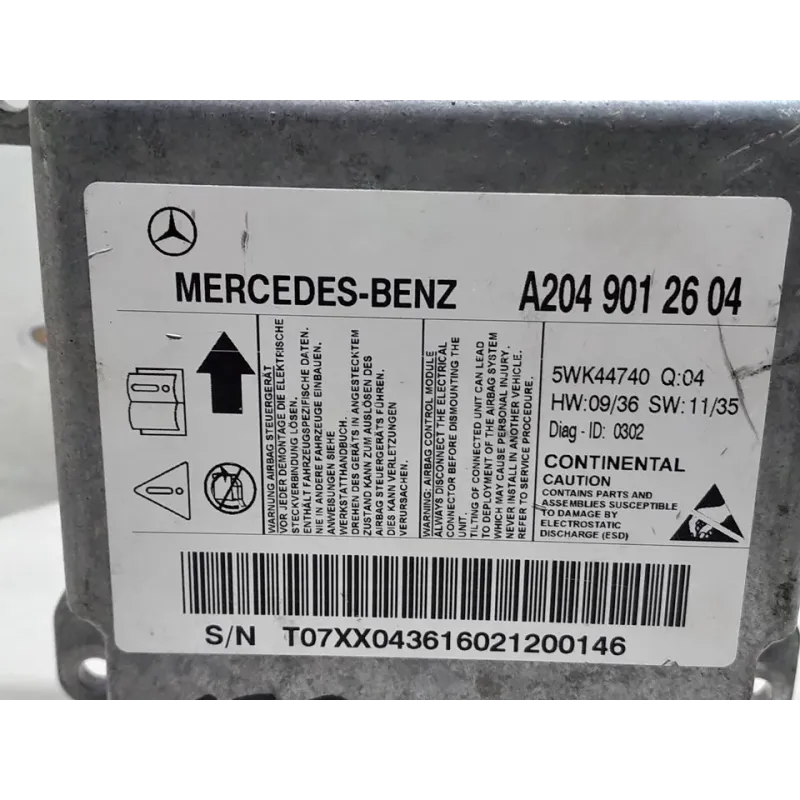 MERCEDES-BENZ A204 901 26 04
WARNUNG AIRBAG STEUERGERÄT
VOR JEDER DEMONTAGE DIE ELEKTRISCHE
STECKVERBINDUNG LÖSEN.
ENTHÄLT FAHRZEUGSPEZIFISCHE DATEN.
NIE IN ANDERE FAHRZEUGE EINBAUEN.
ANWEISUNGEN SIEHE
WERKSTATTHANDBUCH.
DREHEN DES GERÄTS IN ANGESTECKTEM
ZUSTAND KANN ZUM AUSLÖSEN DES
AIRBAG STEUERGERÄTS FÜHREN.
DIES KANN VERLETZUNGEN
VERURSACHEN.
WARNING: AIRBAG CONTROL MODULE
ALWAYS DISCONNECT THE ELECTRICAL
CONNECTOR BEFORE DISMOUNTING THE
UNIT.
TILTING OF CONNECTED UNIT CAN LEAD
TO DEPLOYMENT OF THE AIRBAG SYSTEM
WHICH MAY CAUSE PERSONAL INJURY.
NEVER INSTALL IN ANOTHER VEHICLE.
REFER TO SERVICE PROCEDURE.
5WK44740 Q:04
HW:09/36 SW:11/35
Diag-ID: 0302
CONTINENTAL
CAUTION
CONTAINS PARTS AND
ASSEMBLIES SUSCEPTIBLE
TO DAMAGE BY
ELECTROSTATIC
DISCHARGE (ESD)
S/N T07XX043616021200146